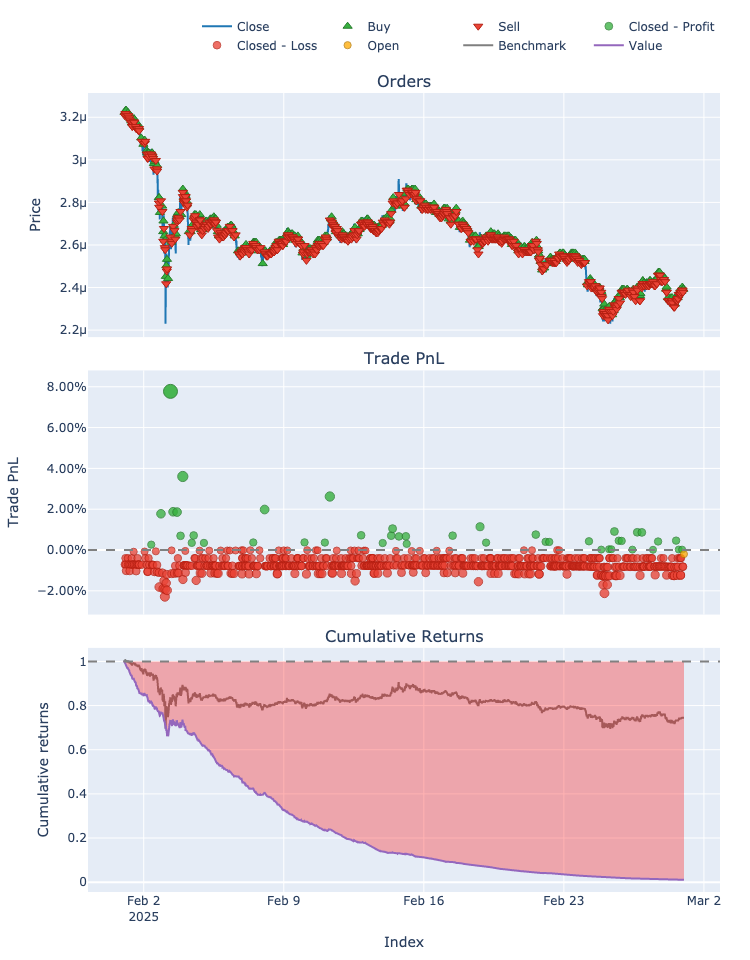 Close Buy Sell Closed - Profit
Closed - Loss Open Benchmark Value
Orders
3.2μ
3μ
2.8μ
2.6μ
2.4μ
2.2μ
Price
Trade PnL
8.00%
6.00%
4.00%
2.00%
0.00%
−2.00%
Trade PnL
Cumulative Returns
1
0.8
0.6
0.4
0.2
0
Cumulative returns
Feb 2 Feb 9 Feb 16 Feb 23 Mar 2
2025
Index